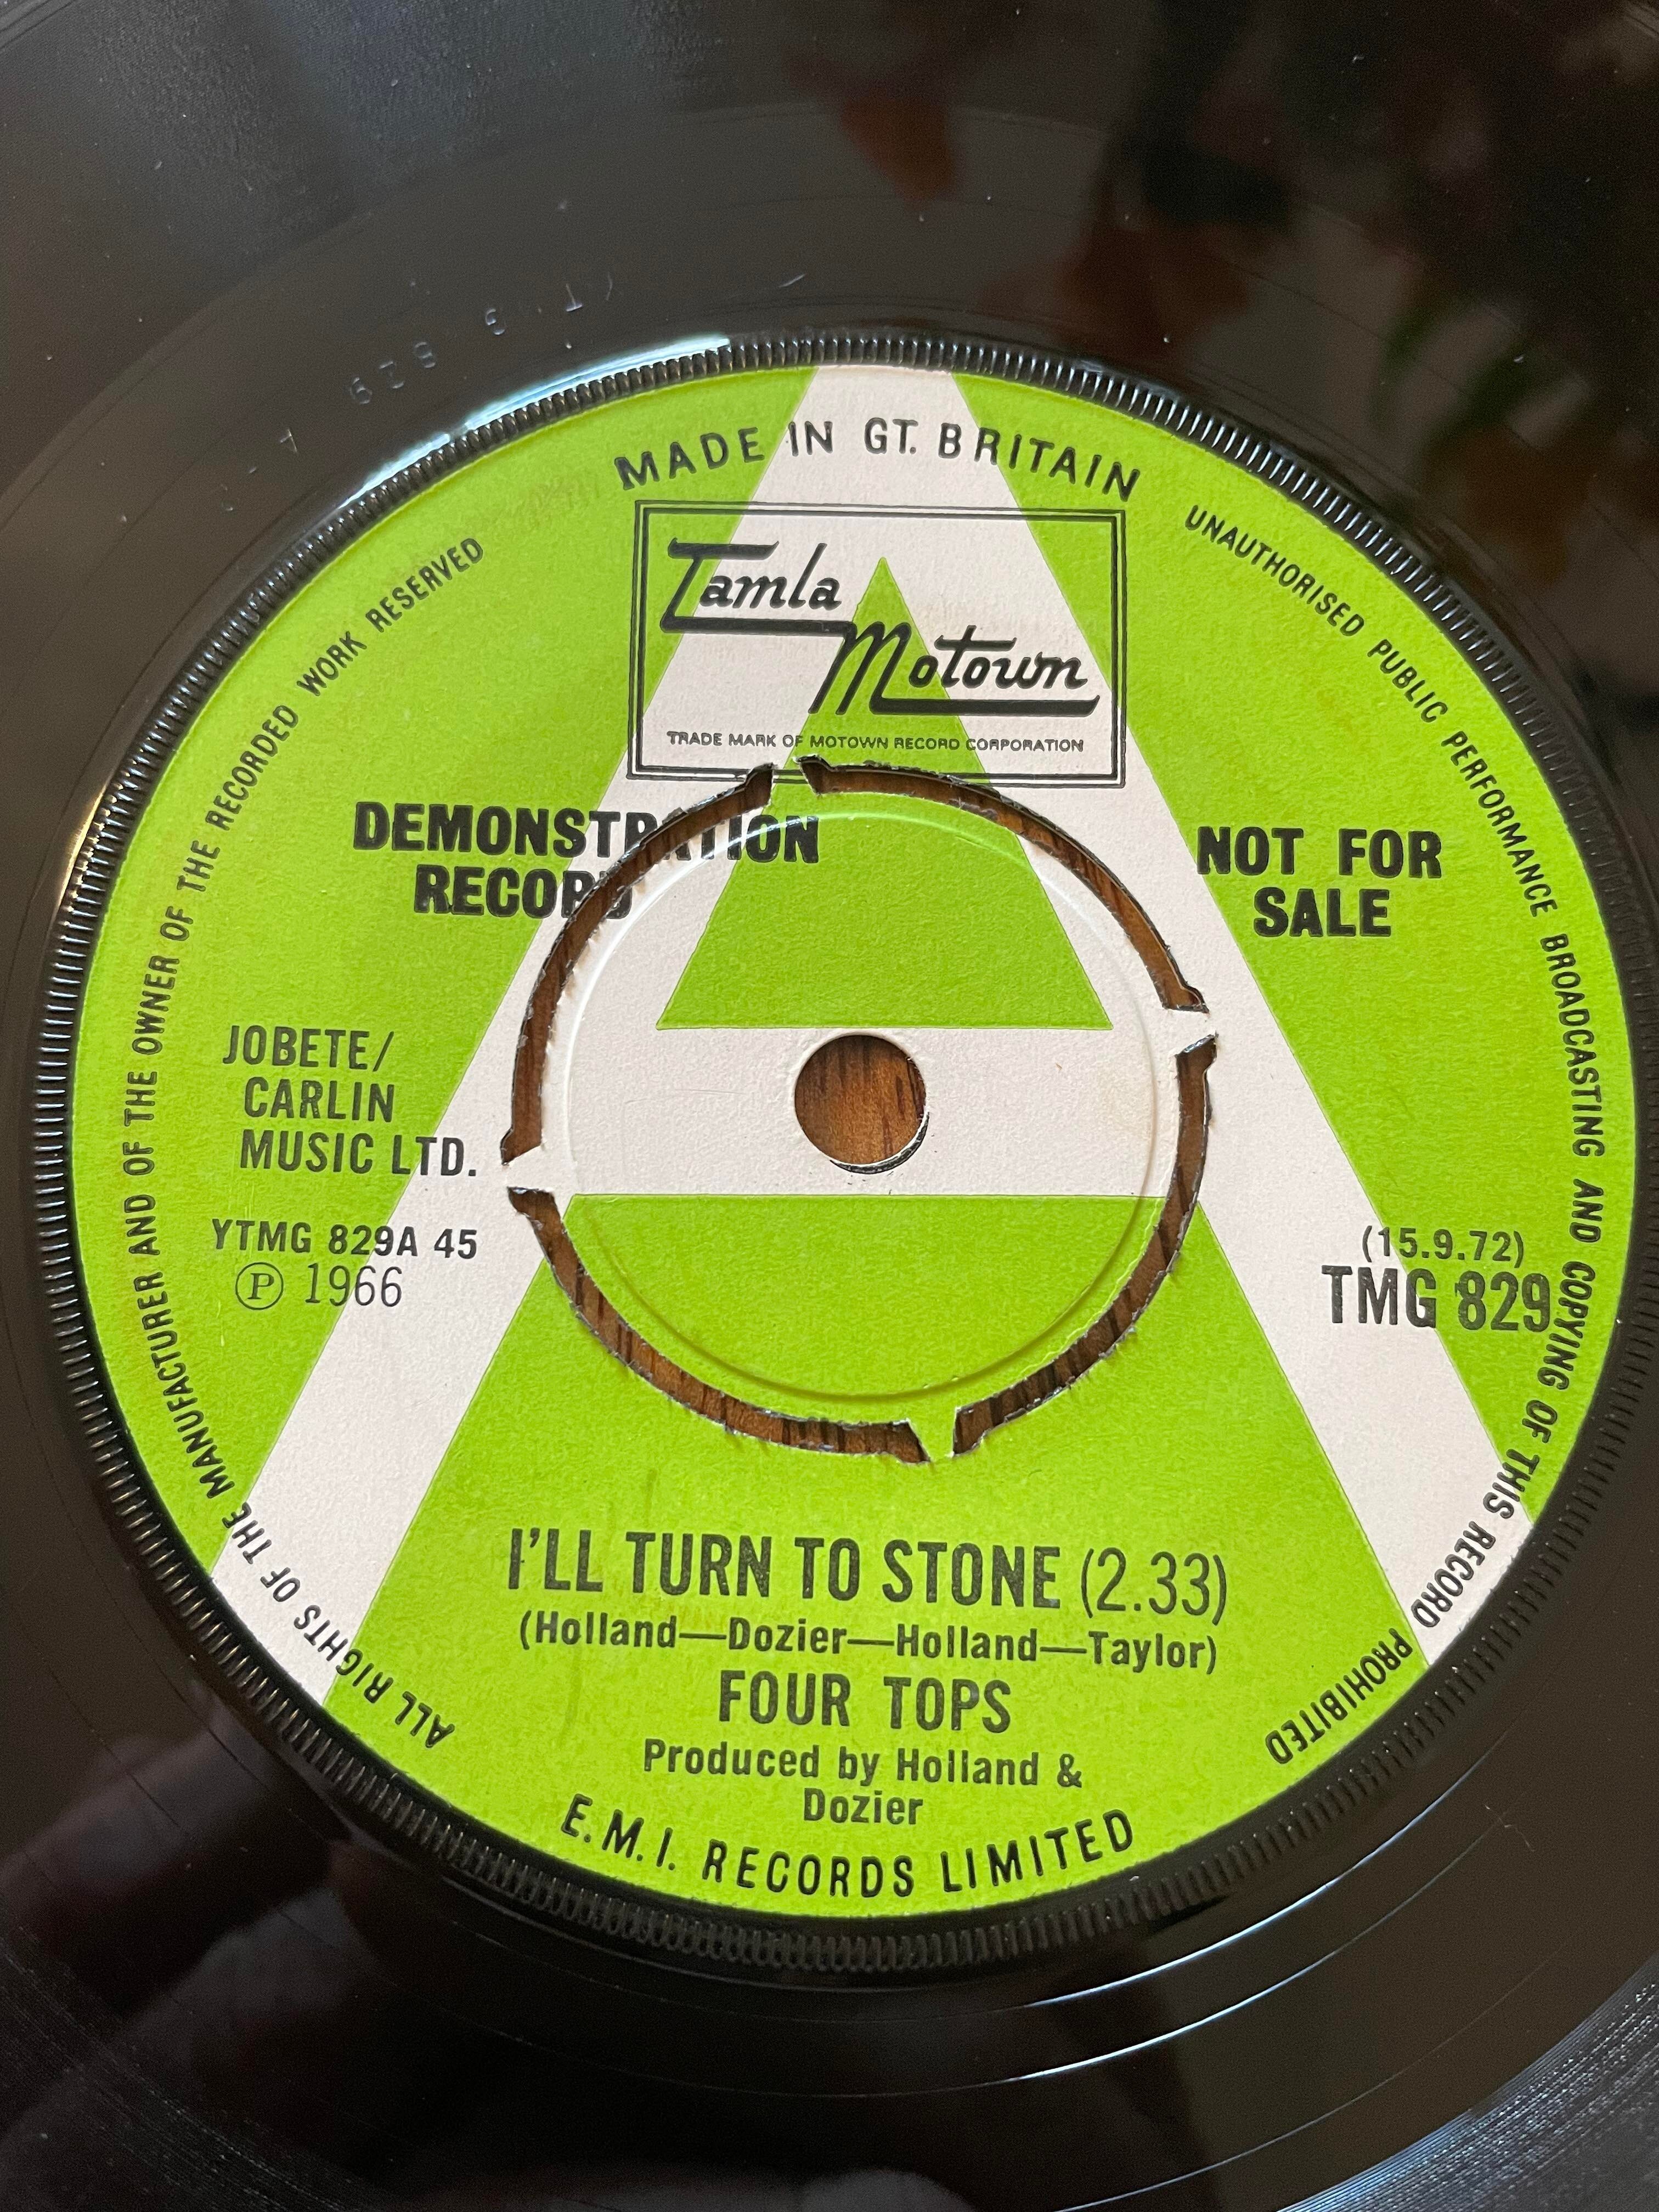 MADE IN GT. BRITAIN
Tamla
Motown
TRADE MARK OF MOTOWN RECORD CORPORATION
DEMONSTRATION
RECORD
NOT FOR
SALE
JOBETE/
CARLIN
MUSIC LTD.
YTMG 829A 45
Ⓟ 1966
(15.9.72)
TMG 829
I'LL TURN TO STONE (2.33)
(Holland—Dozier—Holland—Taylor)
FOUR TOPS
Produced by Holland &
Dozier
E.M.I. RECORDS LIMITED
ALL RIGHTS OF THE MANUFACTURER AND OF THE OWNER OF THE RECORDED WORK RESERVED
UNAUTHORISED PUBLIC PERFORMANCE BROADCASTING AND COPYING OF THIS RECORD PROHIBITED